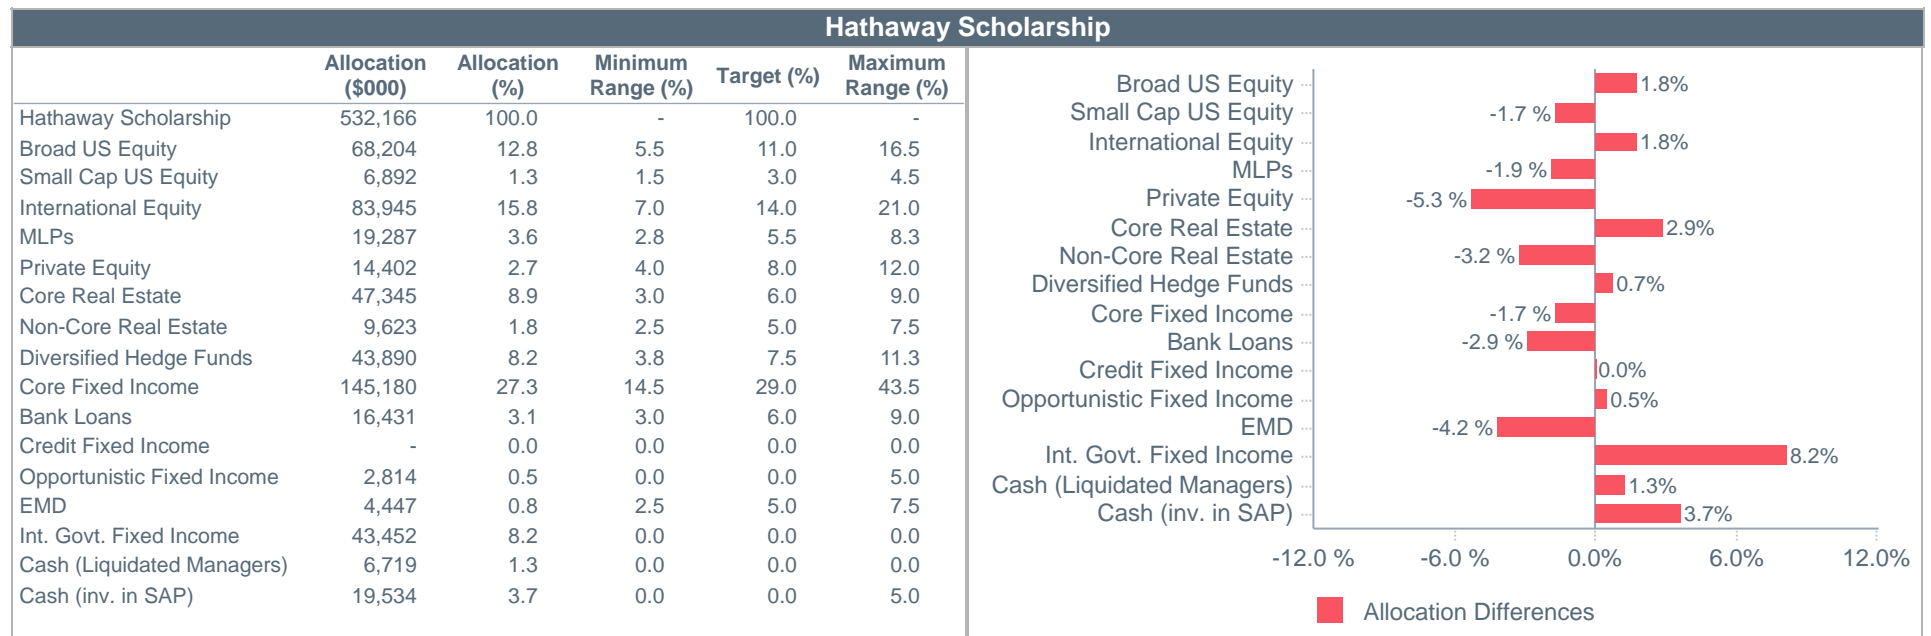 Hathaway Scholarship
Allocation ($000) Allocation (%) Minimum Range (%) Target (%) Maximum Range (%)
Hathaway Scholarship 532,166 100.0 - 100.0 -
Broad US Equity 68,204 12.8 5.5 11.0 16.5
Small Cap US Equity 6,892 1.3 1.5 3.0 4.5
International Equity 83,945 15.8 7.0 14.0 21.0
MLPs 19,287 3.6 2.8 5.5 8.3
Private Equity 14,402 2.7 4.0 8.0 12.0
Core Real Estate 47,345 8.9 3.0 6.0 9.0
Non-Core Real Estate 9,623 1.8 2.5 5.0 7.5
Diversified Hedge Funds 43,890 8.2 3.8 7.5 11.3
Core Fixed Income 145,180 27.3 14.5 29.0 43.5
Bank Loans 16,431 3.1 3.0 6.0 9.0
Credit Fixed Income - 0.0 0.0 0.0 0.0
Opportunistic Fixed Income 2,814 0.5 0.0 0.0 5.0
EMD 4,447 0.8 2.5 5.0 7.5
Int. Govt. Fixed Income 43,452 8.2 0.0 0.0 0.0
Cash (Liquidated Managers) 6,719 1.3 0.0 0.0 0.0
Cash (inv. in SAP) 19,534 3.7 0.0 0.0 5.0
Broad US Equity 1.8%
Small Cap US Equity -1.7 %
International Equity 1.8%
MLPs -1.9 %
Private Equity -5.3 %
Core Real Estate 2.9%
Non-Core Real Estate -3.2 %
Diversified Hedge Funds 0.7%
Core Fixed Income -1.7 %
Bank Loans -2.9 %
Credit Fixed Income 0.0%
Opportunistic Fixed Income 0.5%
EMD -4.2 %
Int. Govt. Fixed Income 8.2%
Cash (Liquidated Managers) 1.3%
Cash (inv. in SAP) 3.7%
-12.0 % -6.0 % 0.0% 6.0% 12.0%
Allocation Differences